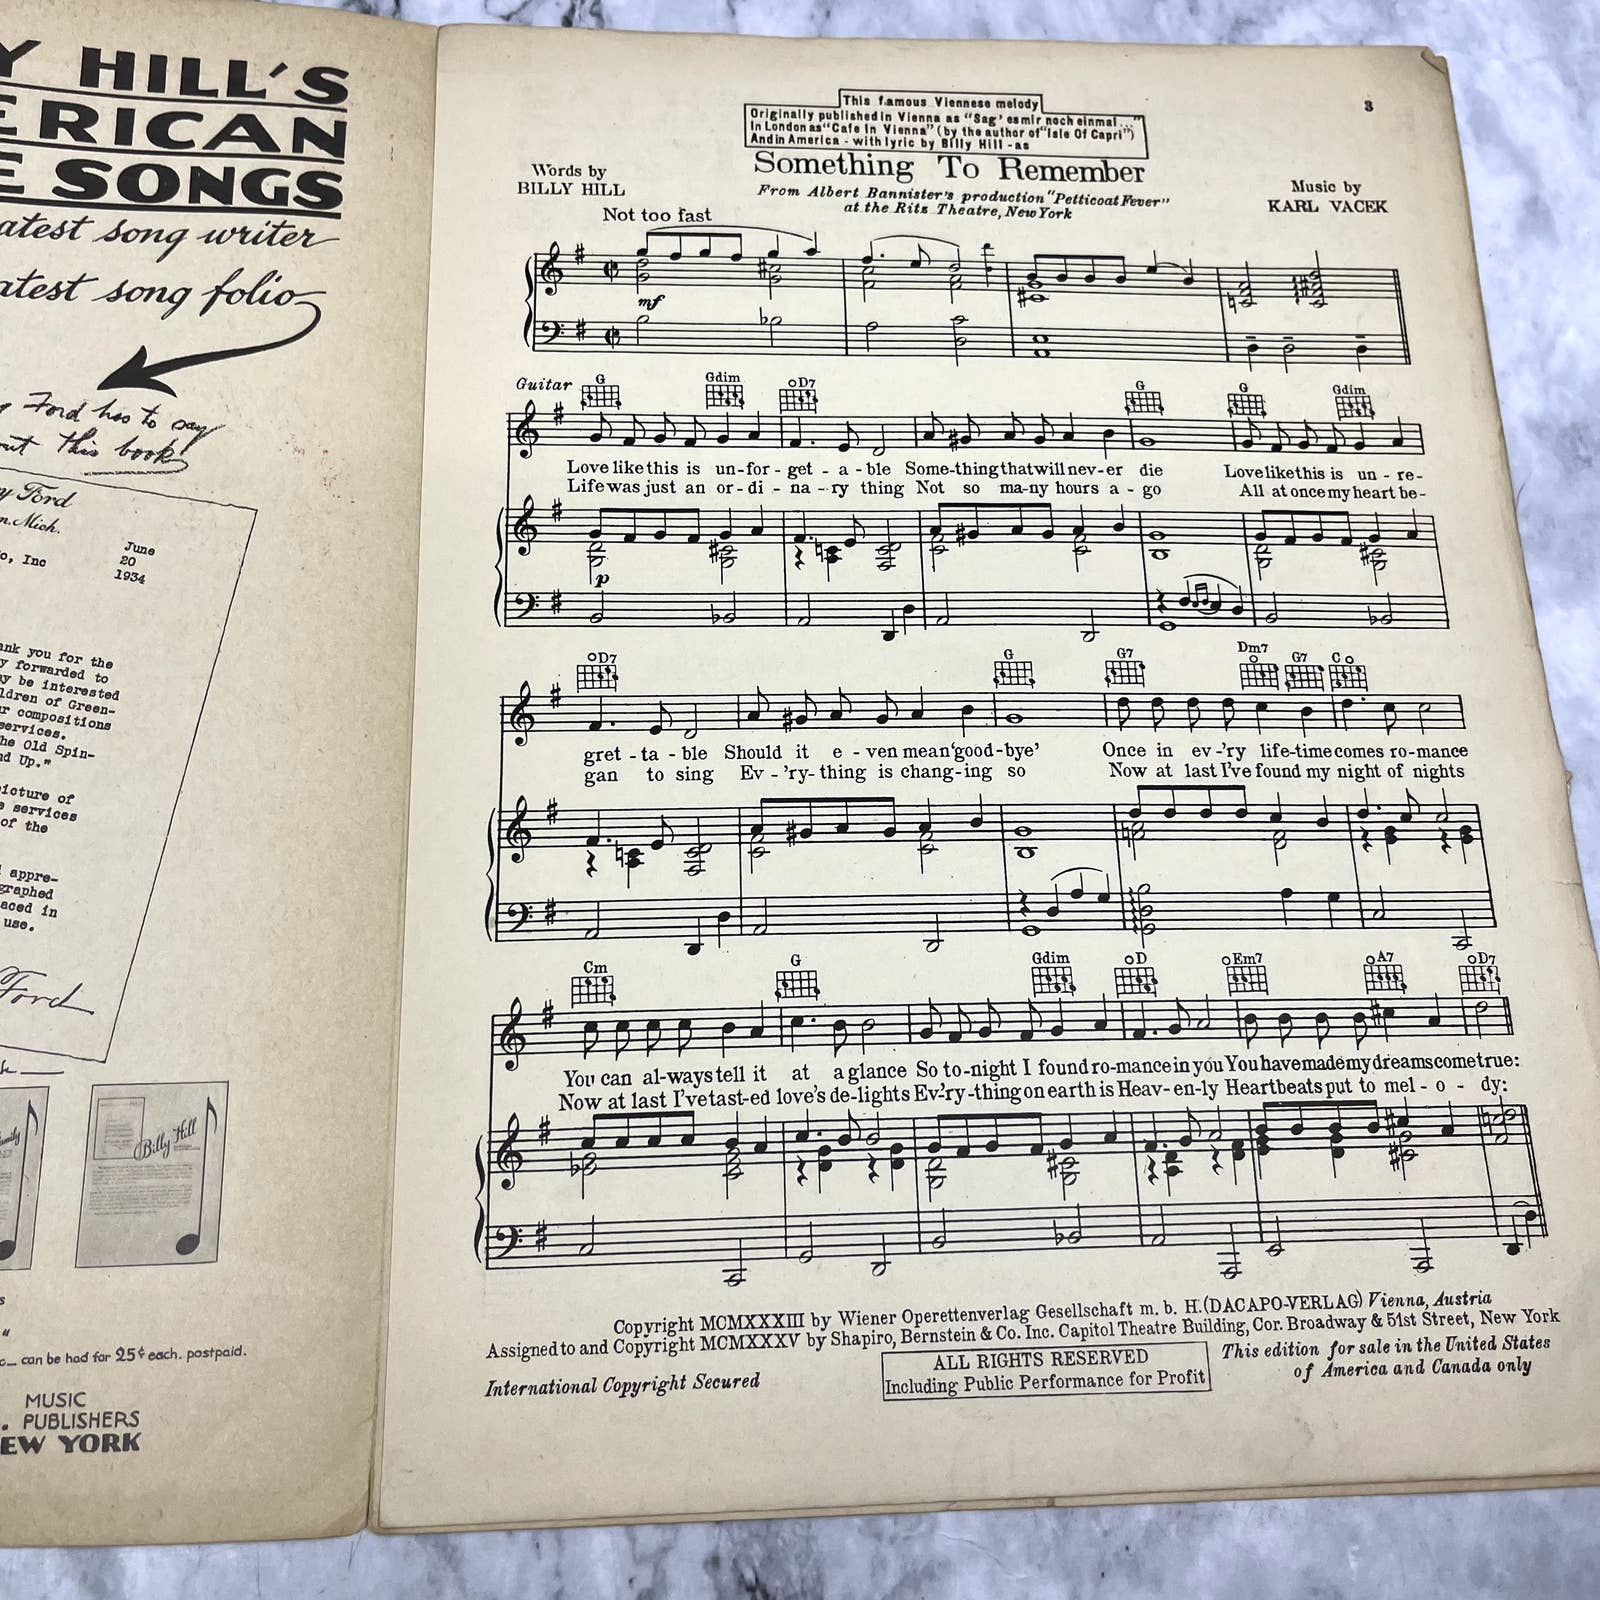 HILL'S
SONGS
song writer
song folio
Ford has to say
this book
Ford
Mich.
June
20
1934
Inc
you for the
forwarded to
be interested
of Green-
compositions
services.
Old Spin-
Up."
picture of
services
of the
appre-
in
use.
Ford
Billy Hill
can be had for 25¢ each. postpaid.
MUSIC
PUBLISHERS
YORK
3
This famous Viennese melody
Originally published in Vienna as "Sag' es mir noch einmal..."
In London as "Cafe In Vienna" (by the author of "Isle Of Capri")
And in America - with lyric by Billy Hill - as
Something To Remember
Words by
BILLY HILL
From Albert Bannister's production "Petticoat Fever"
at the Ritz Theatre, New York
Music by
KARL VACEK
Not too fast
mf
Guitar G Gdim D7 G G Gdim
Love like this is un-for-get-a-ble Some-thing that will nev-er die Love like this is un-re-
Life was just an or-di-na-ry thing Not so ma-ny hours a-go All at once my heart be-
p
D7 G G7 Dm7 G7 C
gret-ta-ble Should it e-ven mean 'good-bye' Once in ev-'ry life-time comes ro-mance
gan to sing Ev-'ry-thing is chang-ing so Now at last I've found my night of nights
Cm G Gdim D Em7 A7 D7
You can al-ways tell it at a glance So to-night I found ro-mance in you You have made my dreams come true:
Now at last I've tast-ed love's de-lights Ev-'ry-thing on earth is Heav-en-ly Heart beats put to mel-o-dy:
Copyright MCMXXXIII by Wiener Operettenverlag Gesellschaft m. b. H. (DACAPO-VERLAG) Vienna, Austria
Assigned to and Copyright MCMXXXV by Shapiro, Bernstein & Co. Inc. Capitol Theatre Building, Cor. Broadway & 51st Street, New York
International Copyright Secured
ALL RIGHTS RESERVED
Including Public Performance for Profit
This edition for sale in the United States
of America and Canada only